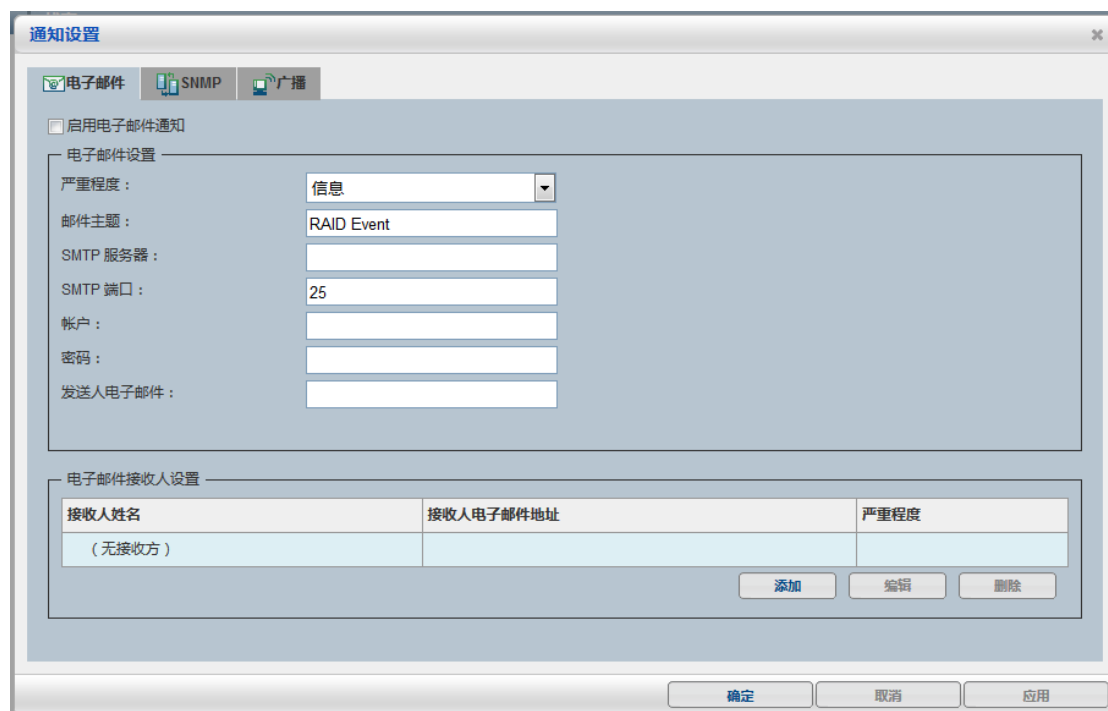 通知设置
电子邮件 SNMP 广播
启用电子邮件通知
电子邮件设置
严重程度： 信息
邮件主题： RAID Event
SMTP 服务器：
SMTP 端口： 25
帐户：
密码：
发送人电子邮件：
电子邮件接收人设置
接收人姓名 接收人电子邮件地址 严重程度
（无接收方）
添加 编辑 删除
确定 取消 应用